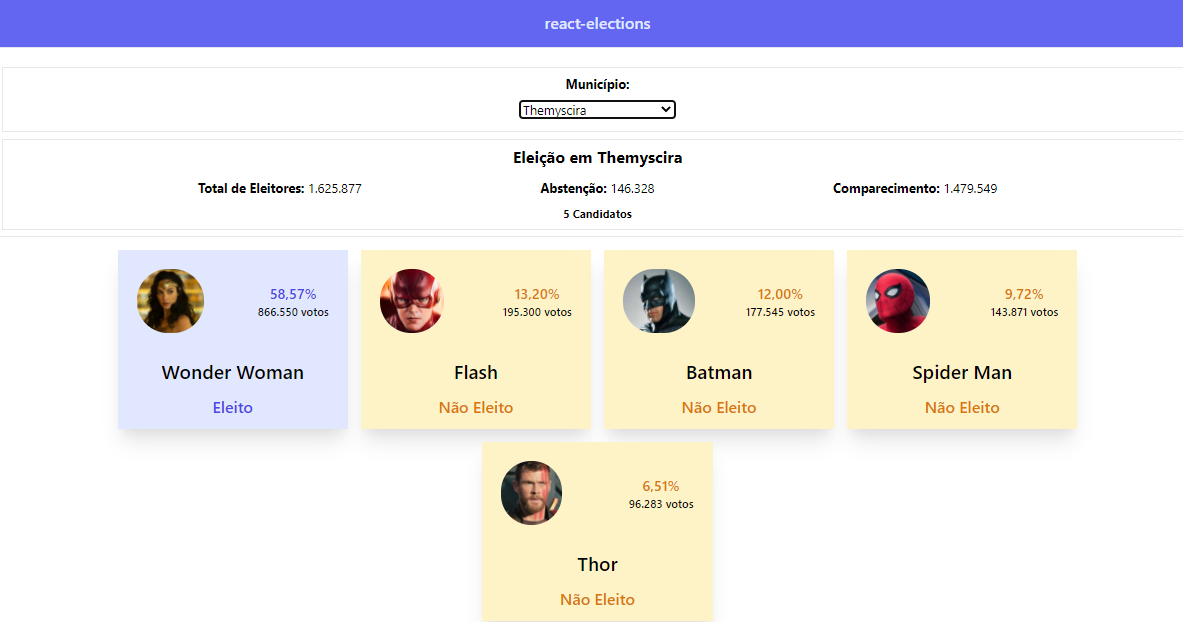 react-elections
Município:
Themyscira
Eleição em Themyscira
Total de Eleitores: 1.625.877 Abstenção: 146.328 Comparecimento: 1.479.549
5 Candidatos
58,57%
866.550 votos
Wonder Woman
Eleito
13,20%
195.300 votos
Flash
Não Eleito
12,00%
177.545 votos
Batman
Não Eleito
9,72%
143.871 votos
Spider Man
Não Eleito
6,51%
96.283 votos
Thor
Não Eleito